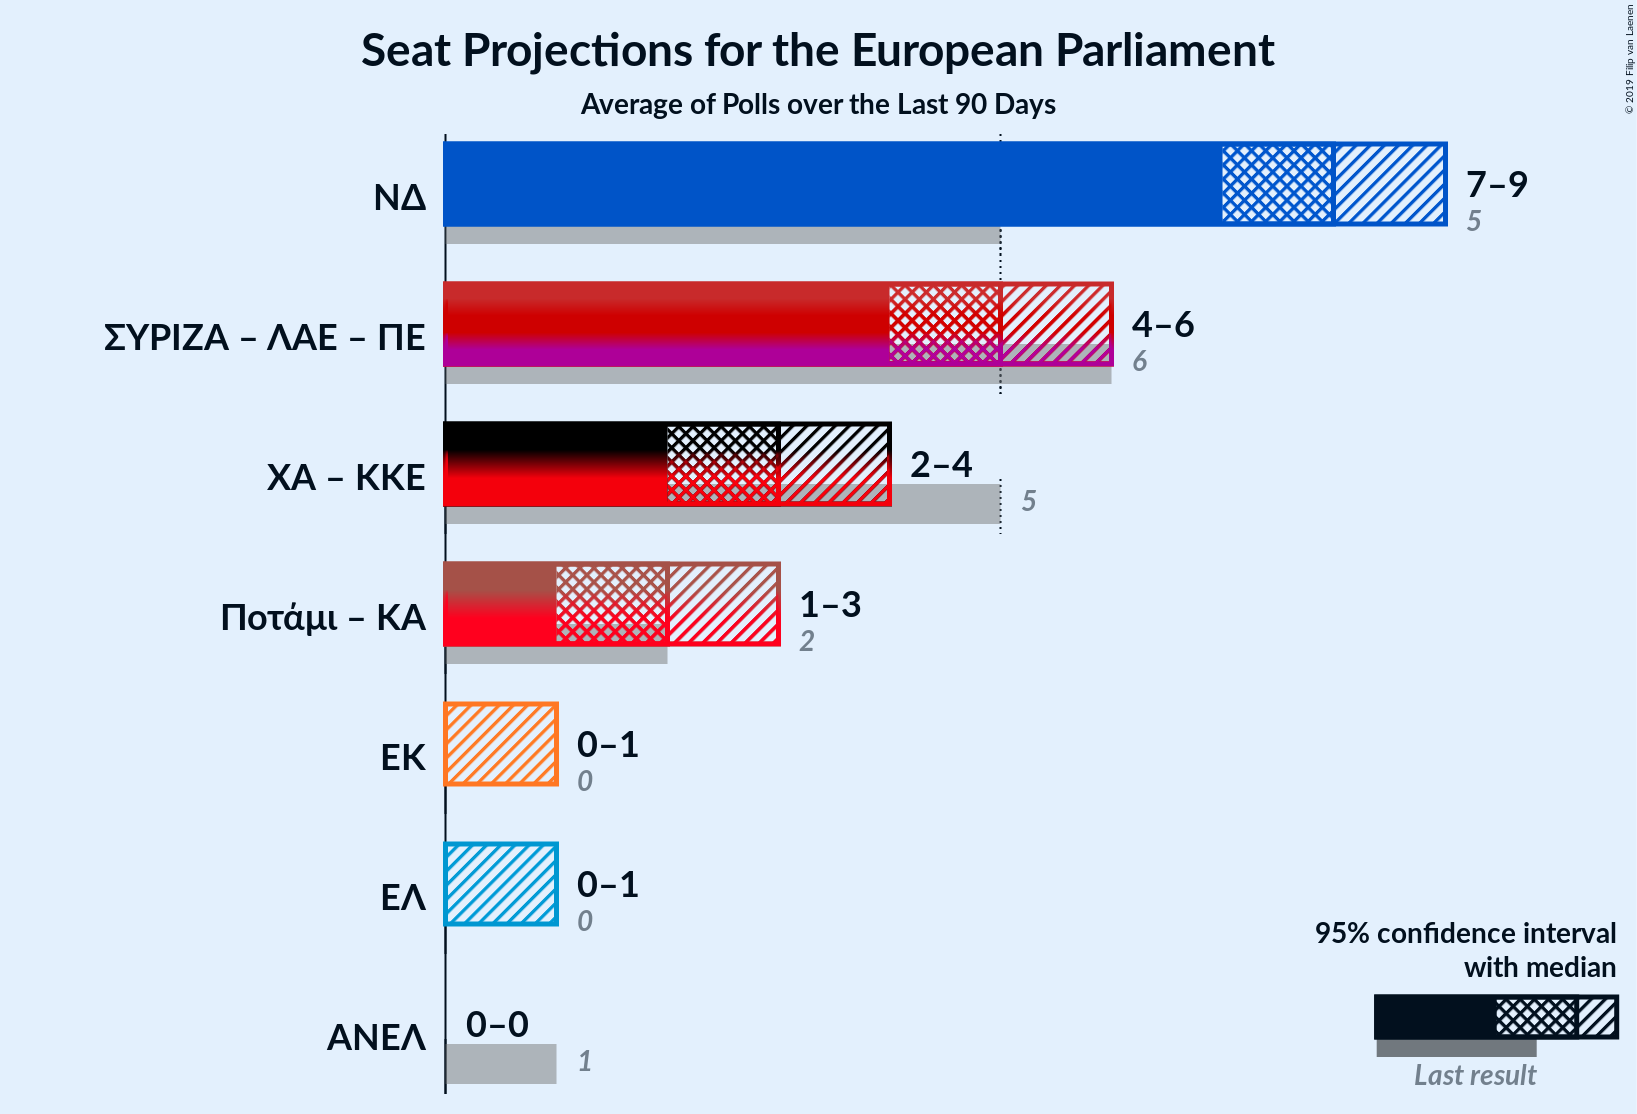 Seat Projections for the European Parliament
Average of Polls over the Last 90 Days
© 2019 Filip van Laenen
ΝΔ
7–9
5
ΣΥΡΙΖΑ – ΛΑΕ – ΠΕ
4–6
6
ΧΑ – ΚΚΕ
2–4
5
Ποτάμι – ΚΑ
1–3
2
ΕΚ
0–1
0
ΕΛ
0–1
0
ΑΝΕΛ
0–0
1
95% confidence interval
with median
Last result